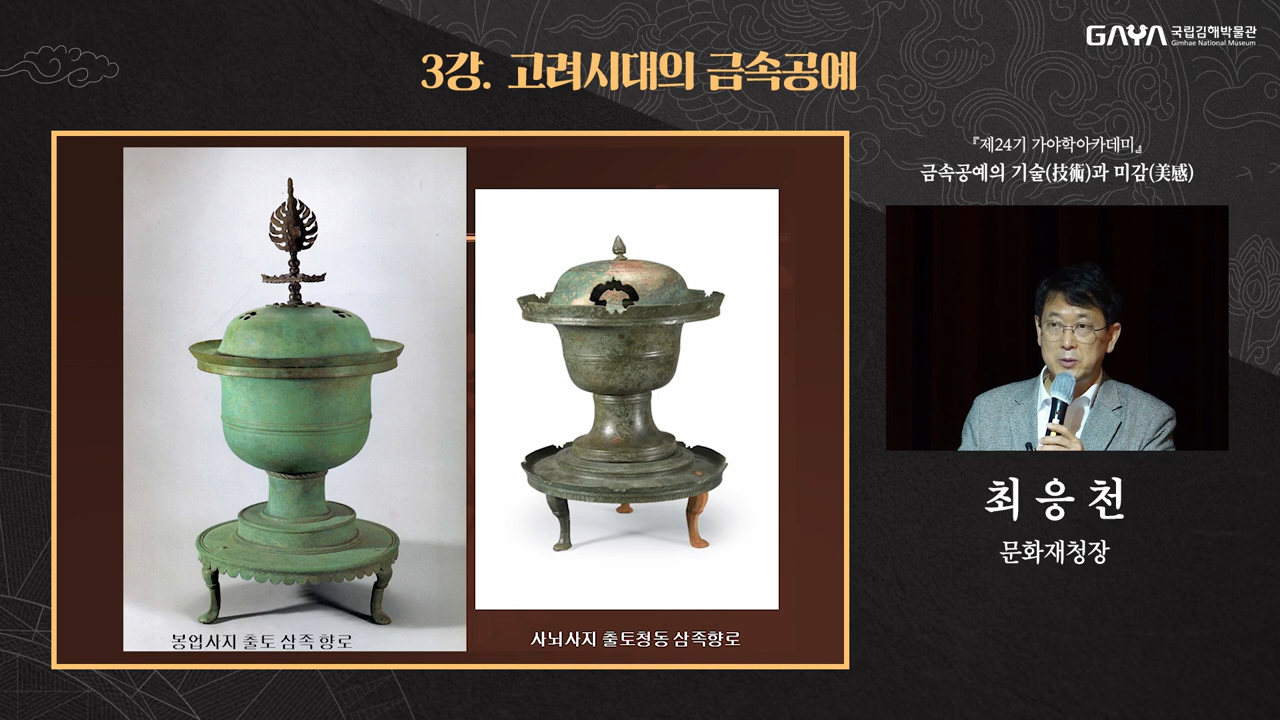 GAYA 국립김해박물관
Gimhae National Museum
3강. 고려시대의 금속공예
『제24기 가야학아카데미』
금속공예의 기술(技術)과 미감(美感)
최응천
문화재청장
봉업사지 출토 삼족 향로
사뇌사지 출토청동 삼족향로